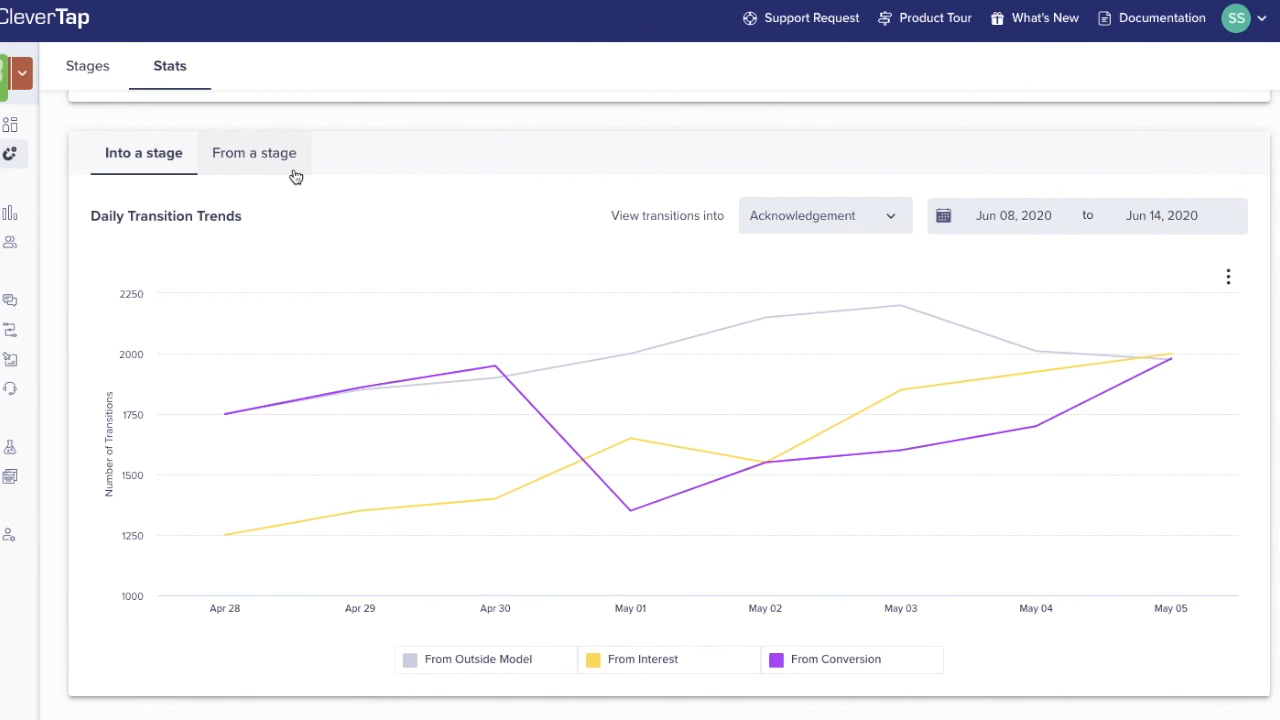 CleverTap
Support Request
Product Tour
What's New
Documentation
SS
Stages
Stats
Into a stage
From a stage
Daily Transition Trends
View transitions into
Acknowledgement
Jun 08, 2020
to
Jun 14, 2020
Number of Transitions
2250
2000
1750
1500
1250
1000
Apr 28
Apr 29
Apr 30
May 01
May 02
May 03
May 04
May 05
From Outside Model
From Interest
From Conversion